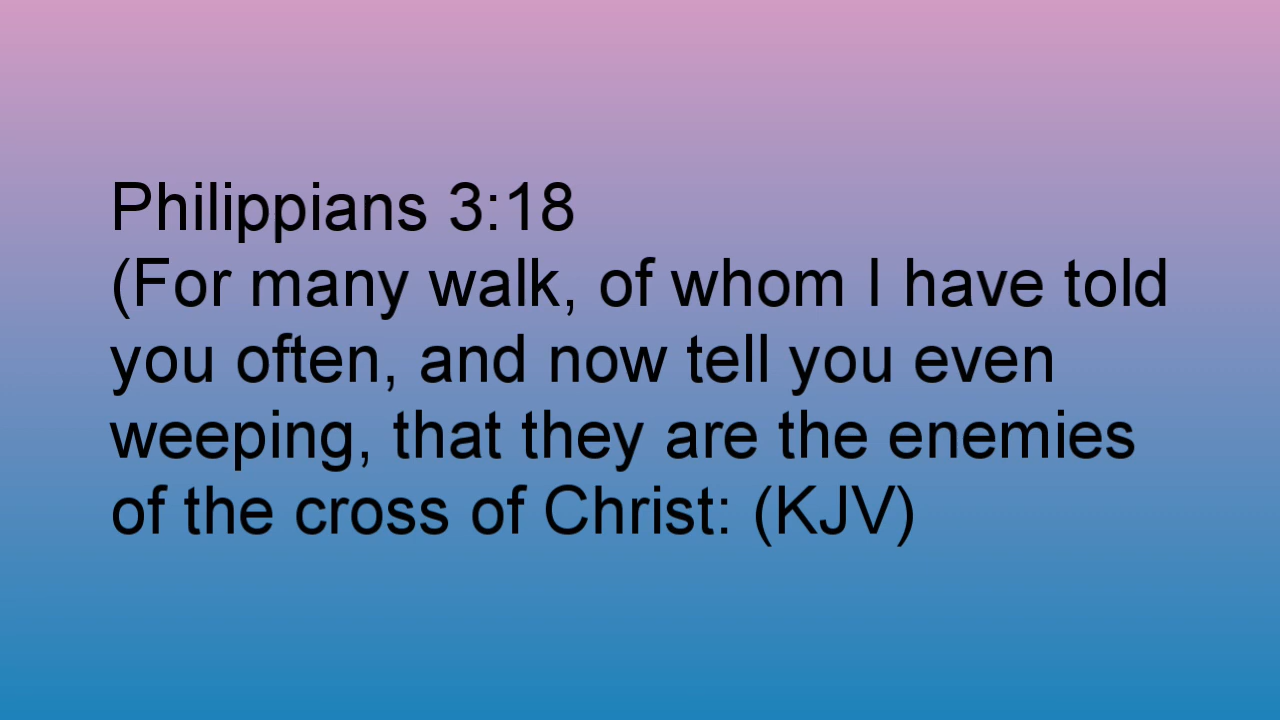 Philippians 3:18
(For many walk, of whom I have told
you often, and now tell you even
weeping, that they are the enemies
of the cross of Christ: (KJV)